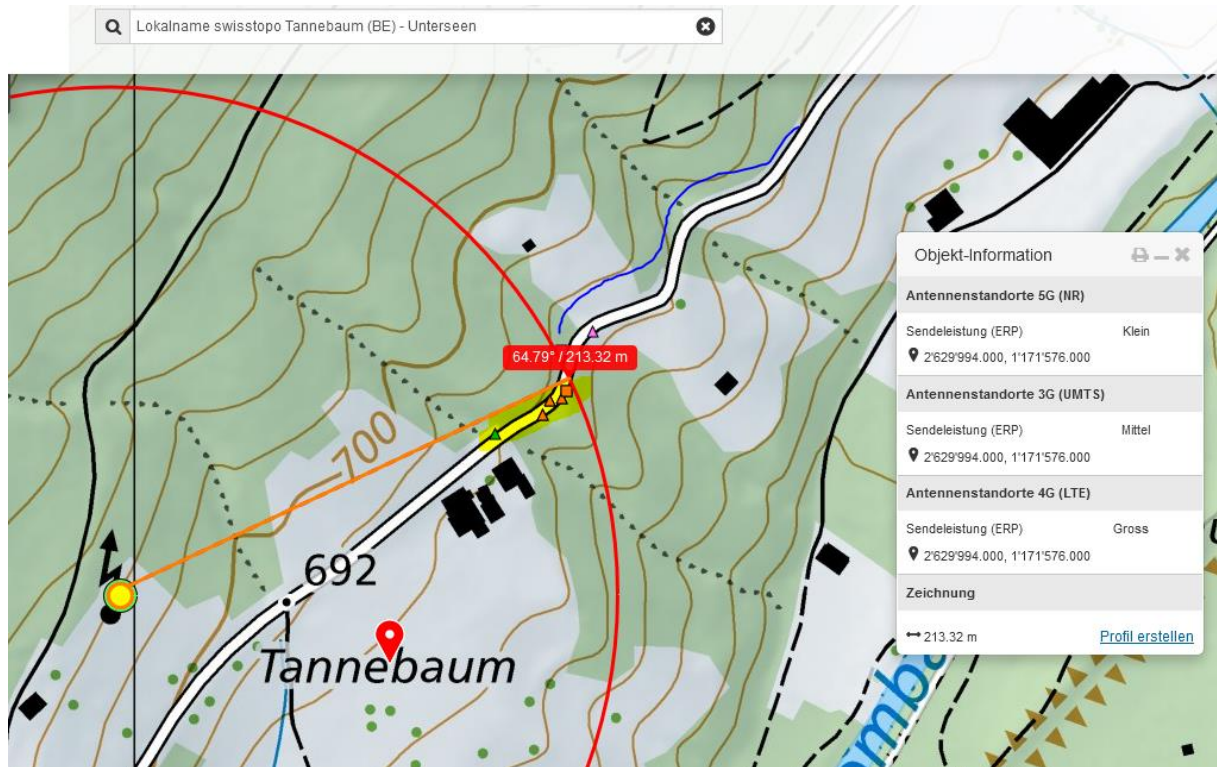 Lokalname swisstopo Tannebaum (BE) - Unterseen
Objekt-Information
Antennenstandorte 5G (NR)
Sendeleistung (ERP) Klein
2'629'994.000, 1'171'576.000
Antennenstandorte 3G (UMTS)
Sendeleistung (ERP) Mittel
2'629'994.000, 1'171'576.000
Antennenstandorte 4G (LTE)
Sendeleistung (ERP) Gross
2'629'994.000, 1'171'576.000
Zeichnung
213.32 m Profil erstellen
64.79° / 213.32 m
700
692
Tannebaum